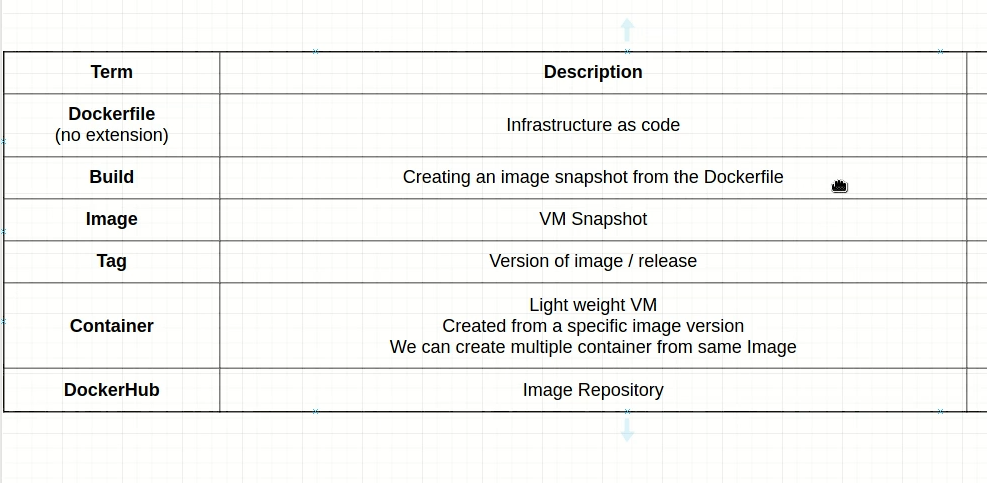 Term
Description
Dockerfile
(no extension)
Infrastructure as code
Build
Creating an image snapshot from the Dockerfile
Image
VM Snapshot
Tag
Version of image / release
Container
Light weight VM
Created from a specific image version
We can create multiple container from same Image
DockerHub
Image Repository